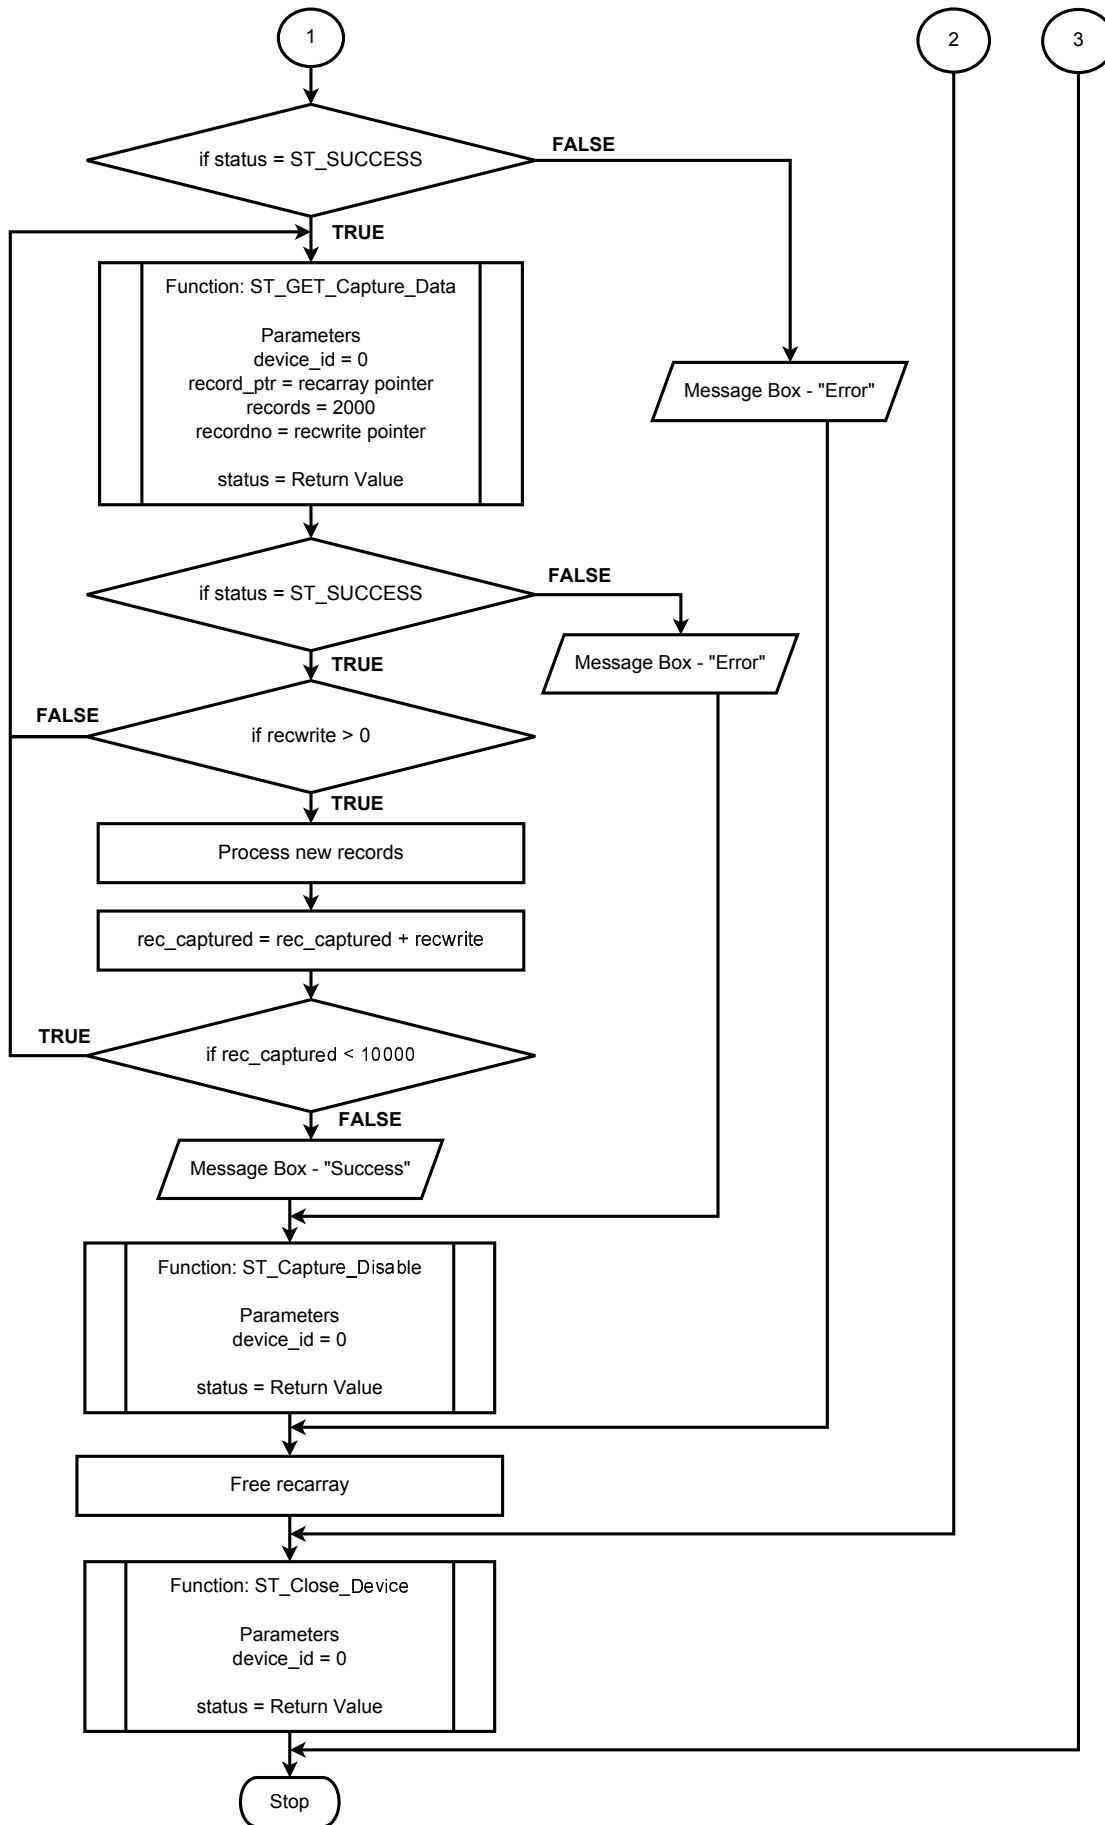 1
2
3
if status = ST_SUCCESS
FALSE
TRUE
Function: ST_GET_Capture_Data
Parameters
device_id = 0
record_ptr = recarray pointer
records = 2000
recordno = recwrite pointer
status = Return Value
Message Box - "Error"
if status = ST_SUCCESS
FALSE
Message Box - "Error"
TRUE
FALSE
if recwrite > 0
TRUE
Process new records
rec_captured = rec_captured + recwrite
TRUE
if rec_captured < 10000
FALSE
Message Box - "Success"
Function: ST_Capture_Disable
Parameters
device_id = 0
status = Return Value
Free recarray
Function: ST_Close_Device
Parameters
device_id = 0
status = Return Value
Stop